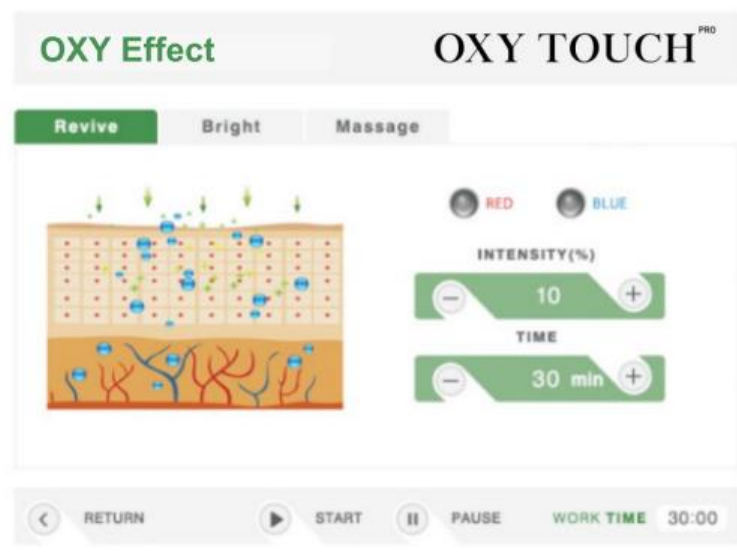 OXY Effect
OXY TOUCH PRO
Revive Bright Massage
RED BLUE
INTENSITY(%)
10
TIME
30 min
RETURN START PAUSE WORK TIME 30:00